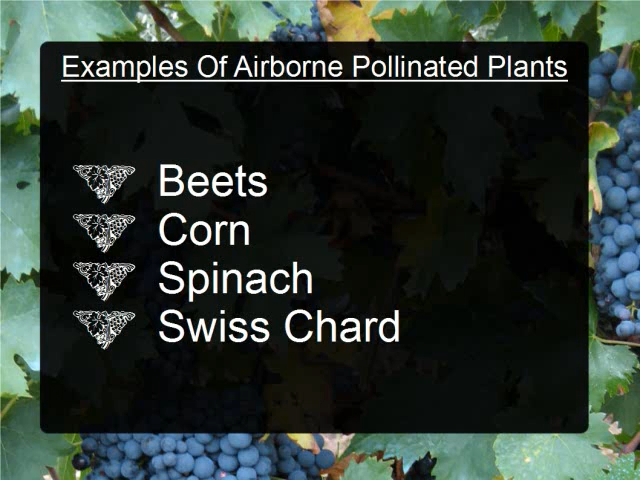 Examples Of Airborne Pollinated Plants
Beets
Corn
Spinach
Swiss Chard